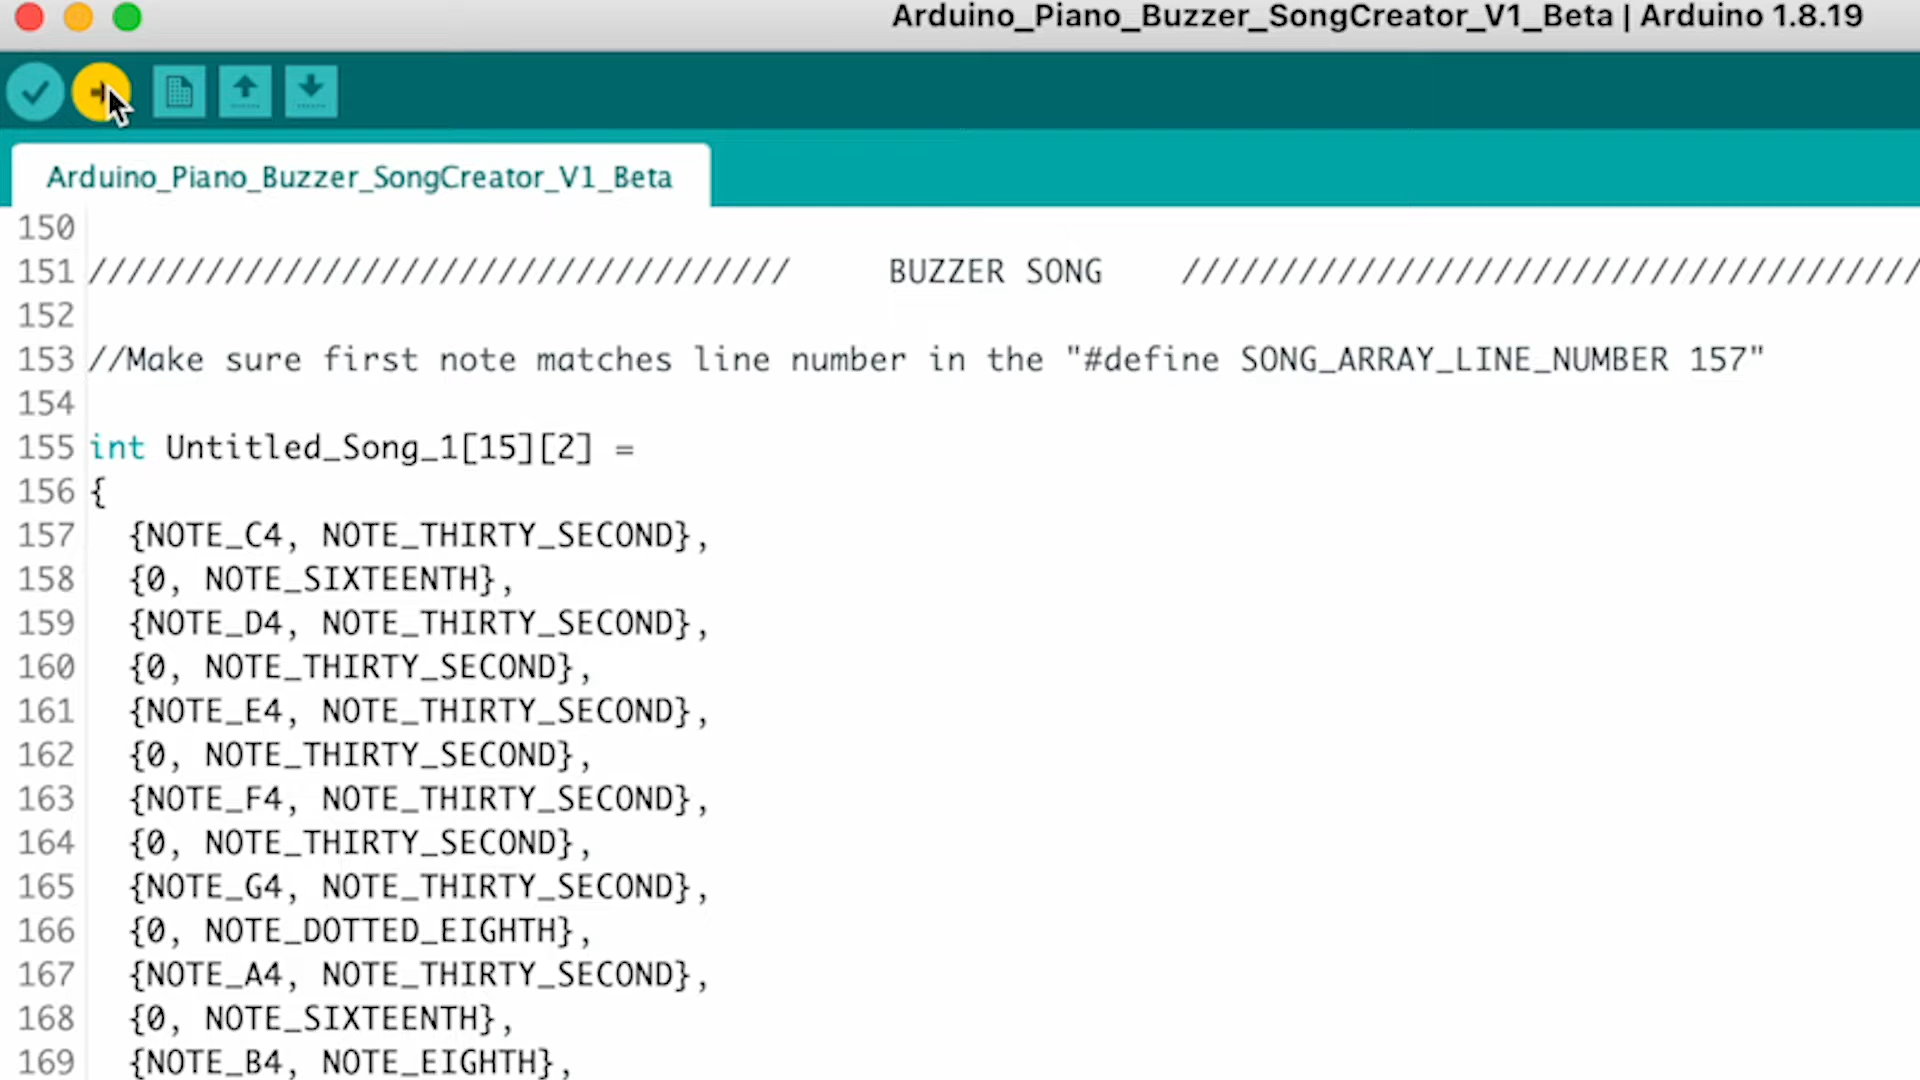 Arduino_Piano_Buzzer_SongCreator_V1_Beta | Arduino 1.8.19
Arduino_Piano_Buzzer_SongCreator_V1_Beta
150
151 //////////////////////////////////// BUZZER SONG //////////////////////////////////////
152
153 //Make sure first note matches line number in the "#define SONG_ARRAY_LINE_NUMBER 157"
154
155 int Untitled_Song_1[15][2] =
156 {
157 {NOTE_C4, NOTE_THIRTY_SECOND},
158 {0, NOTE_SIXTEENTH},
159 {NOTE_D4, NOTE_THIRTY_SECOND},
160 {0, NOTE_THIRTY_SECOND},
161 {NOTE_E4, NOTE_THIRTY_SECOND},
162 {0, NOTE_THIRTY_SECOND},
163 {NOTE_F4, NOTE_THIRTY_SECOND},
164 {0, NOTE_THIRTY_SECOND},
165 {NOTE_G4, NOTE_THIRTY_SECOND},
166 {0, NOTE_DOTTED_EIGHTH},
167 {NOTE_A4, NOTE_THIRTY_SECOND},
168 {0, NOTE_SIXTEENTH},
169 {NOTE_B4, NOTE_EIGHTH},